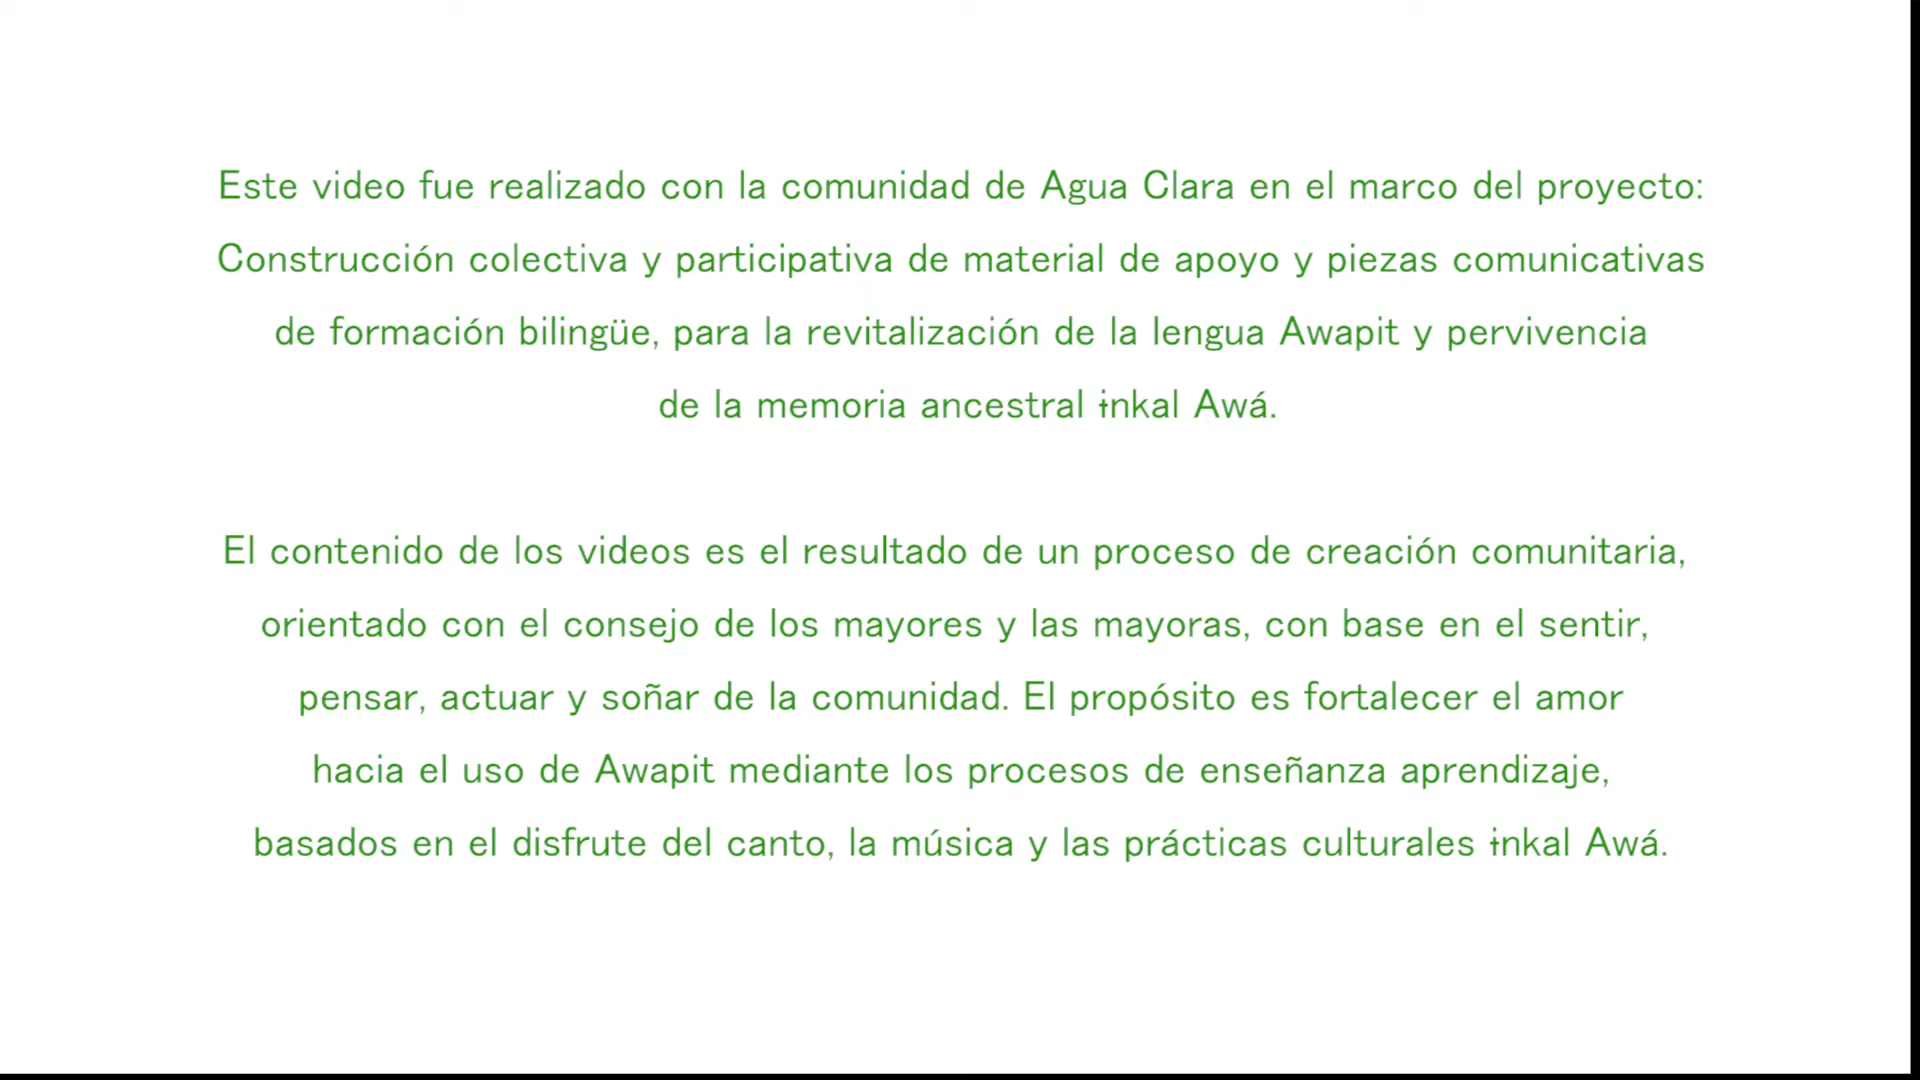 Este video fue realizado con la comunidad de Agua Clara en el marco del proyecto:
Construcción colectiva y participativa de material de apoyo y piezas comunicativas
de formación bilingüe, para la revitalización de la lengua Awapit y pervivencia
de la memoria ancestral ɨnkal Awá.
El contenido de los videos es el resultado de un proceso de creación comunitaria,
orientado con el consejo de los mayores y las mayoras, con base en el sentir,
pensar, actuar y soñar de la comunidad. El propósito es fortalecer el amor
hacia el uso de Awapit mediante los procesos de enseñanza aprendizaje,
basados en el disfrute del canto, la música y las prácticas culturales ɨnkal Awá.